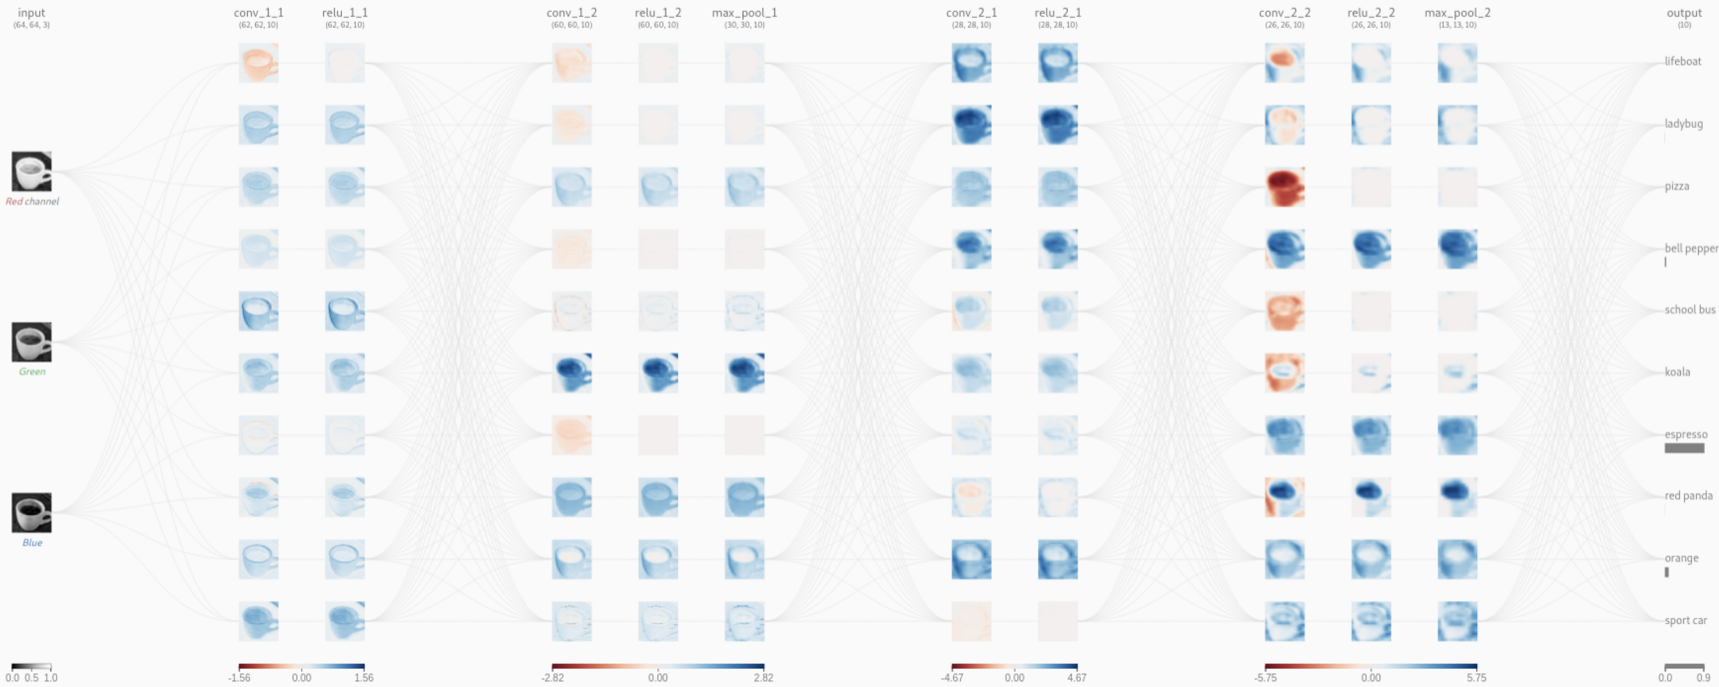 input conv_1_1 relu_1_1 conv_1_2 relu_1_2 max_pool_1 conv_2_1 relu_2_1 conv_2_2 relu_2_2 max_pool_2 output
(64, 64, 3) (62, 62, 10) (62, 62, 10) (60, 60, 10) (60, 60, 10) (30, 30, 10) (28, 28, 10) (28, 28, 10) (26, 26, 10) (26, 26, 10) (13, 13, 10) (10)
lifeboat
ladybug
pizza
Red channel
bell pepper
school bus
Green
koala
espresso
red panda
Blue
orange
sport car
0.0 0.5 1.0 -1.56 0.00 1.56 -2.82 0.00 2.82 -4.67 0.00 4.67 -5.75 0.00 5.75 0.0 0.9